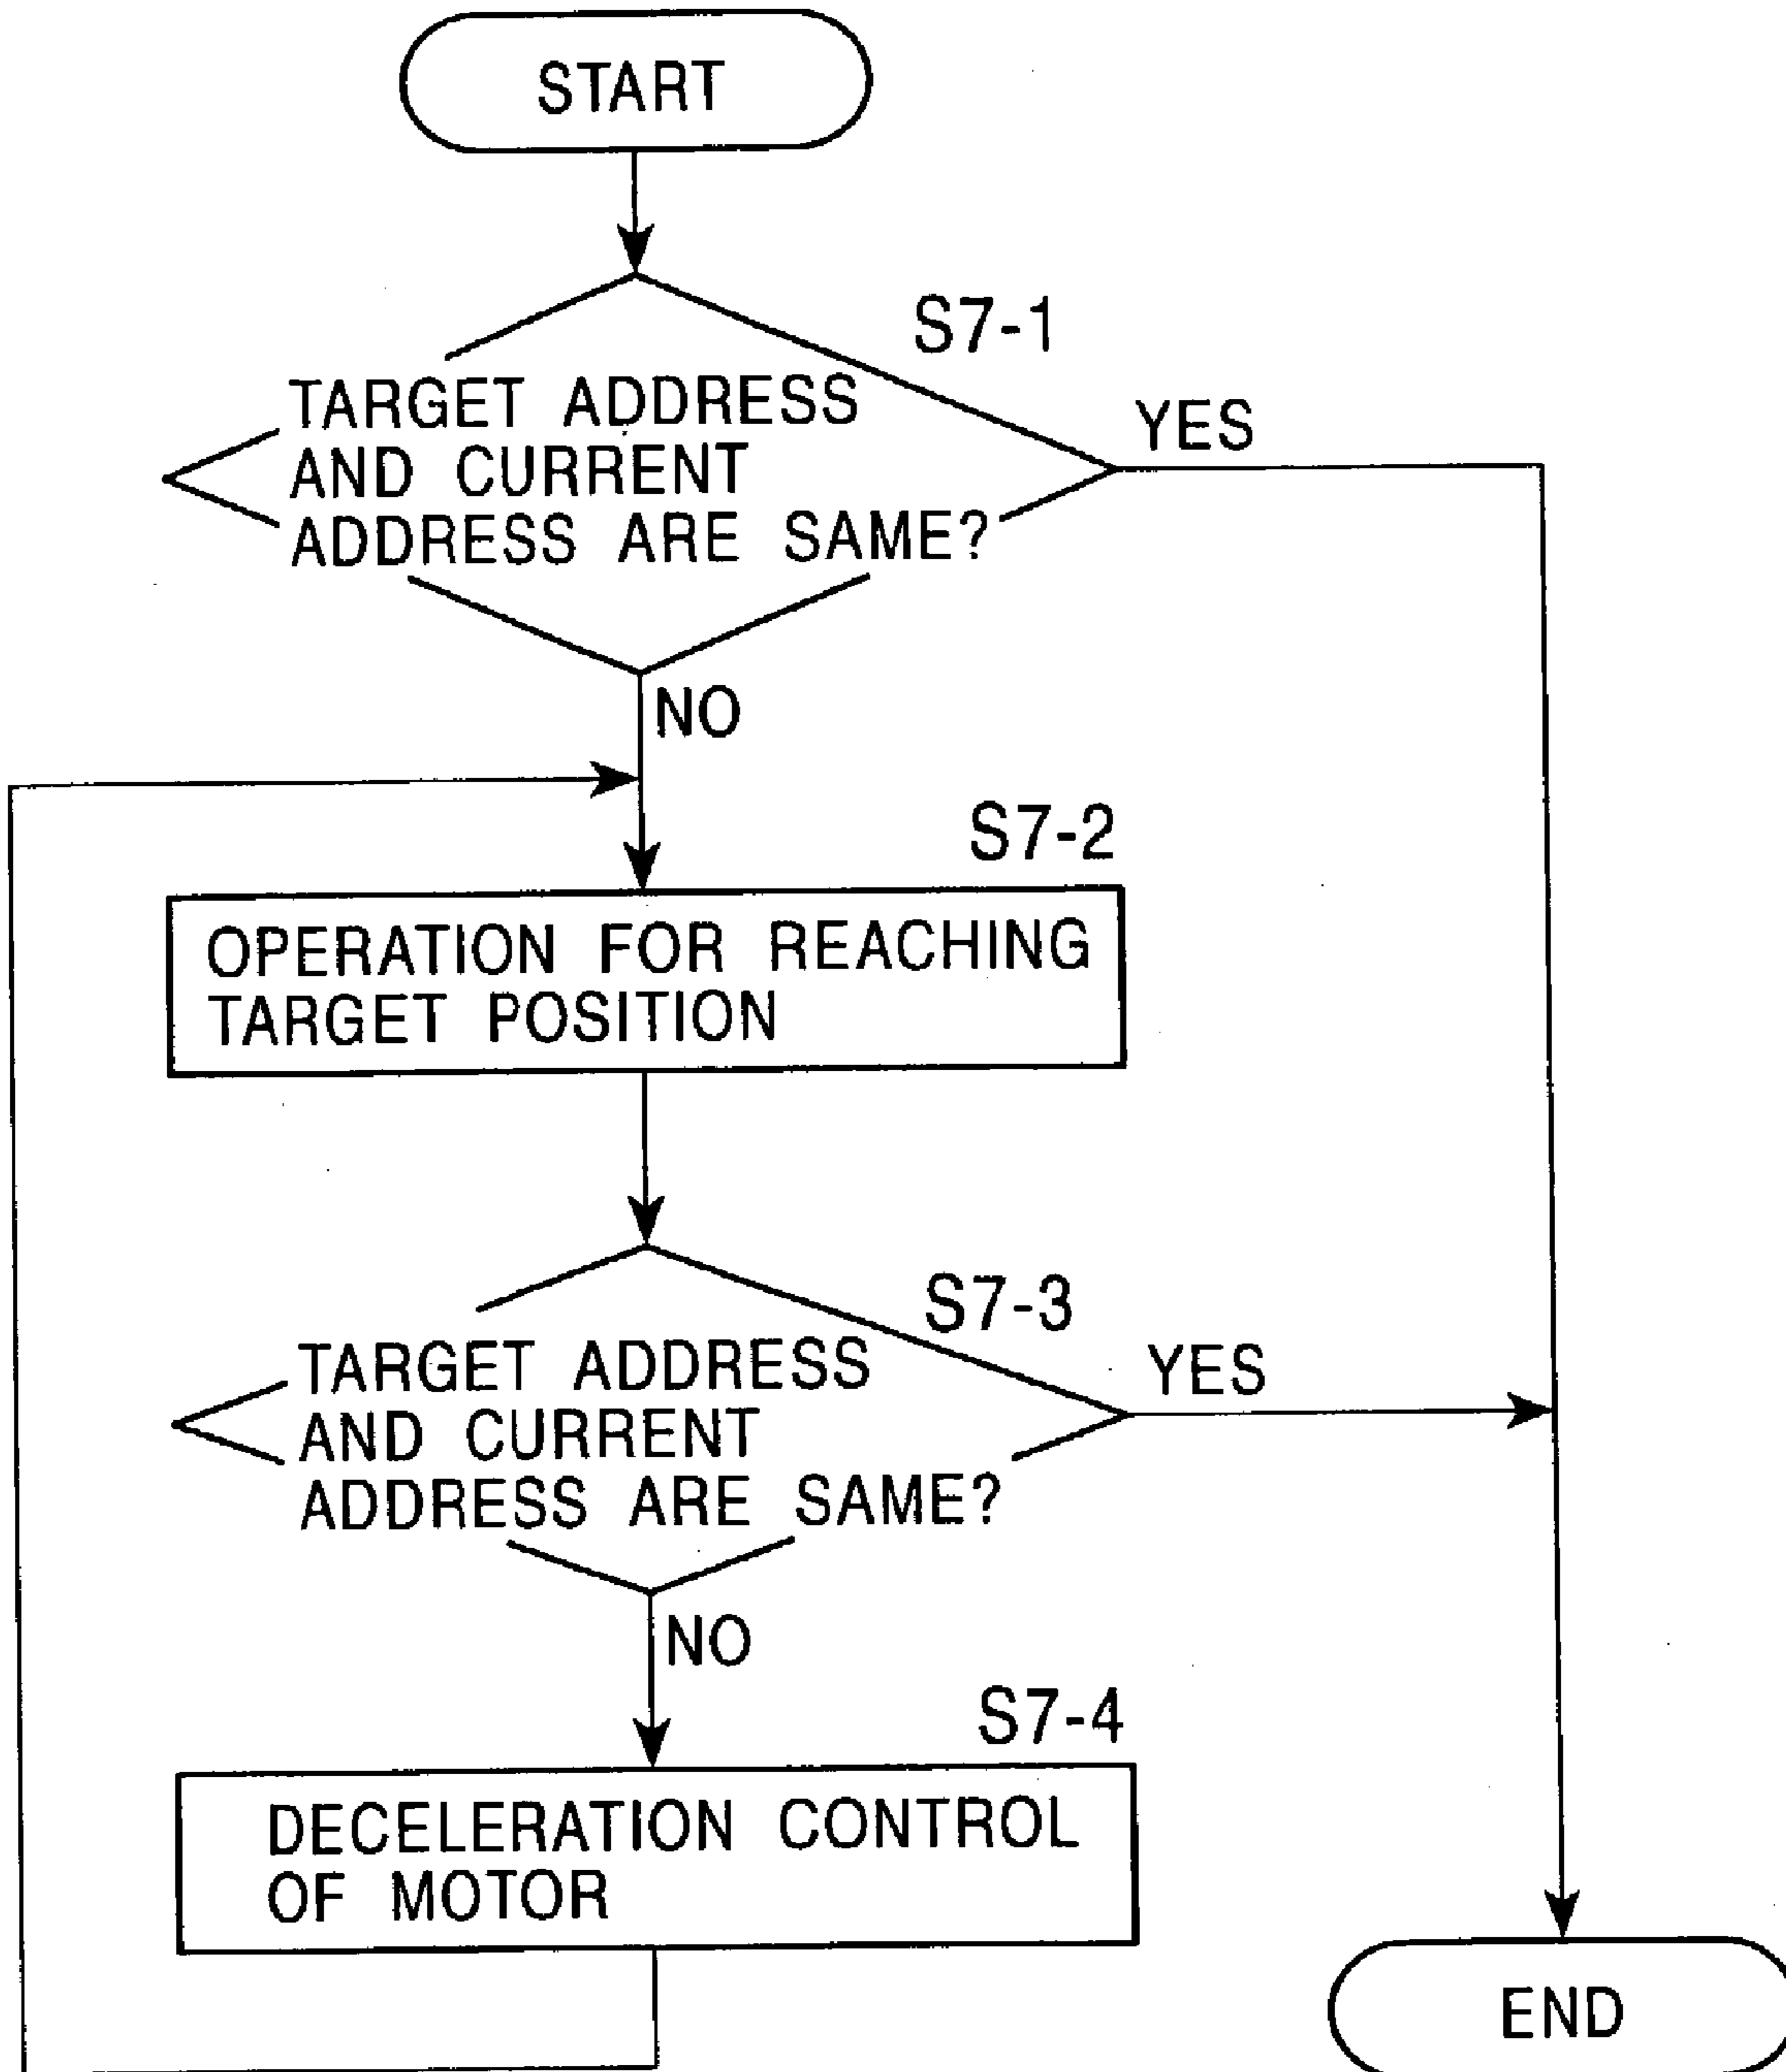 START
S7-1
TARGET ADDRESS
AND CURRENT
ADDRESS ARE SAME?
YES
NO
S7-2
OPERATION FOR REACHING
TARGET POSITION
S7-3
TARGET ADDRESS
AND CURRENT
ADDRESS ARE SAME?
YES
NO
S7-4
DECELERATION CONTROL
OF MOTOR
END